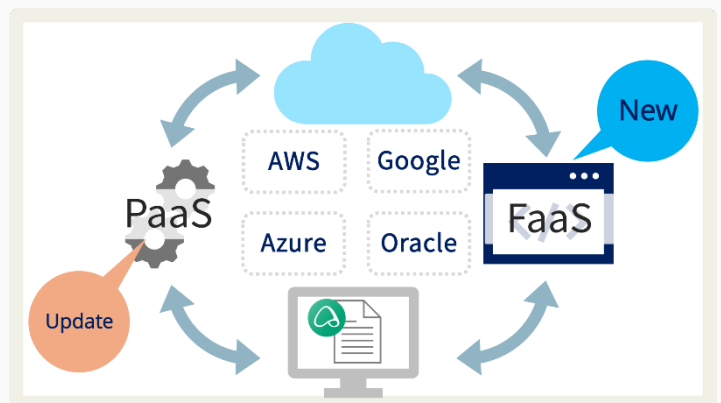 New
AWS
Google
PaaS
FaaS
</>
Azure
Oracle
Update